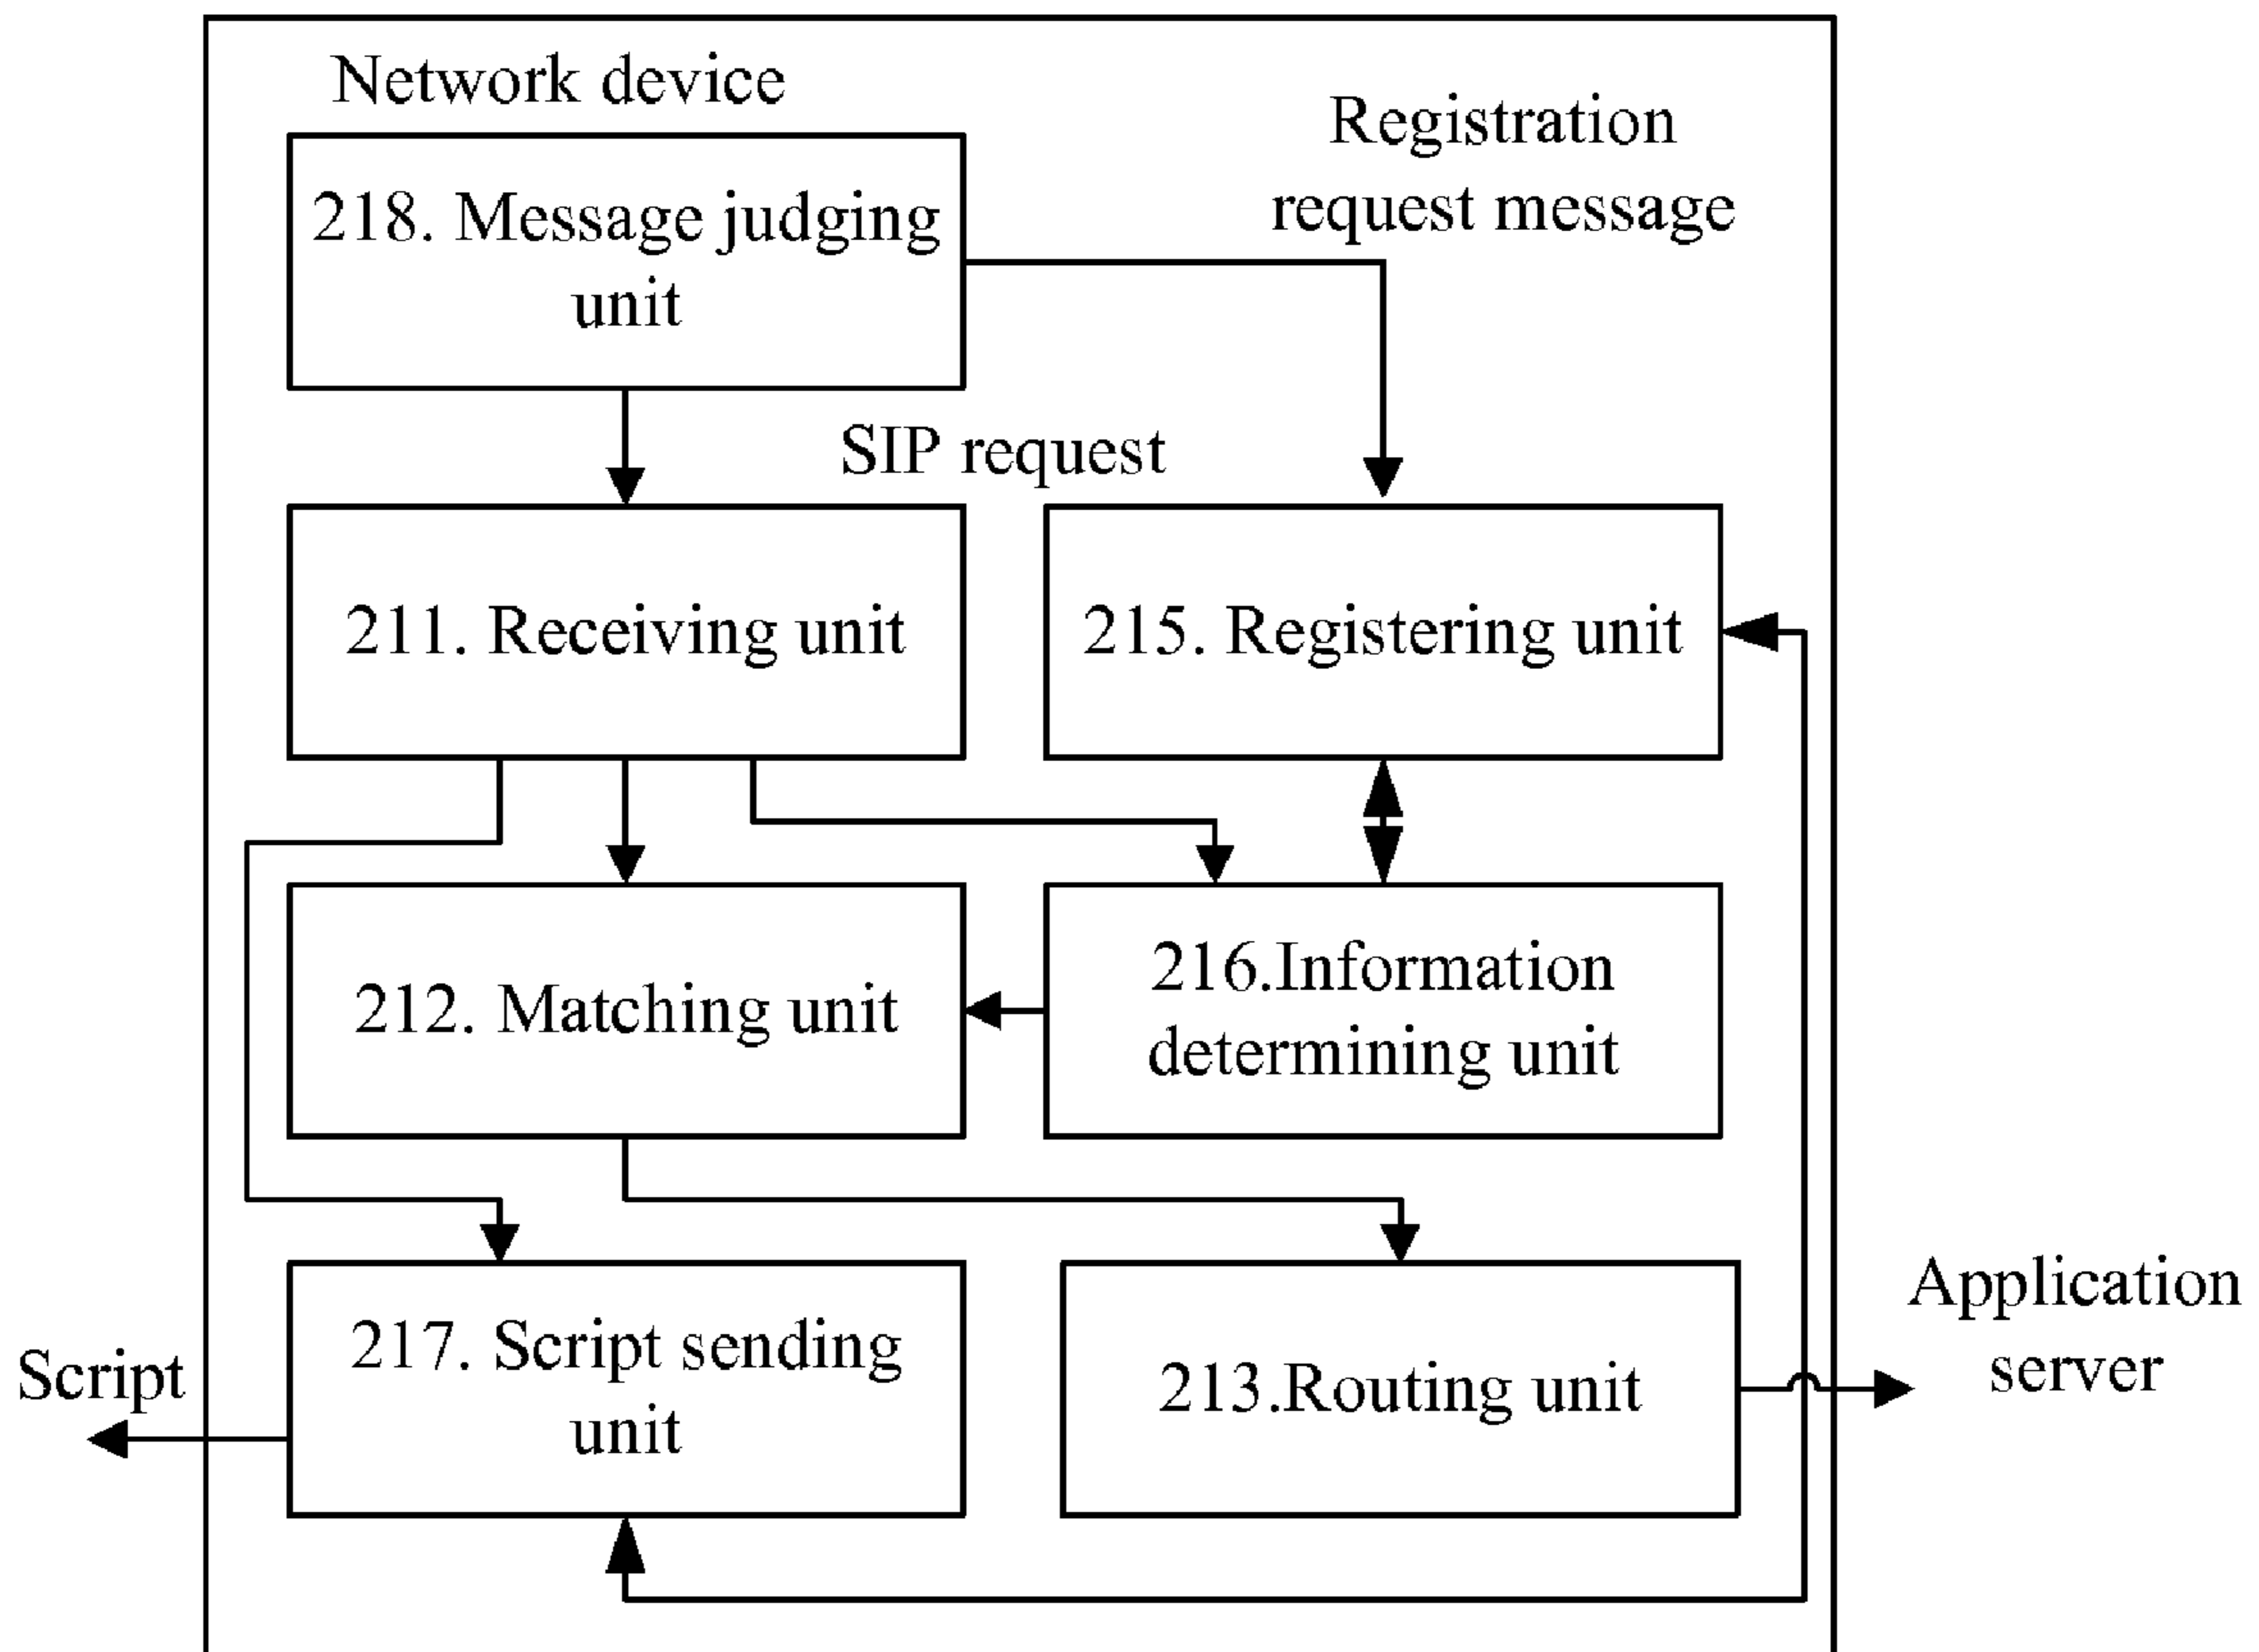 Network device
Registration
request message
218. Message judging
unit
SIP request
211. Receiving unit
215. Registering unit
212. Matching unit
216.Information
determining unit
217. Script sending
unit
213.Routing unit
Script
Application
server